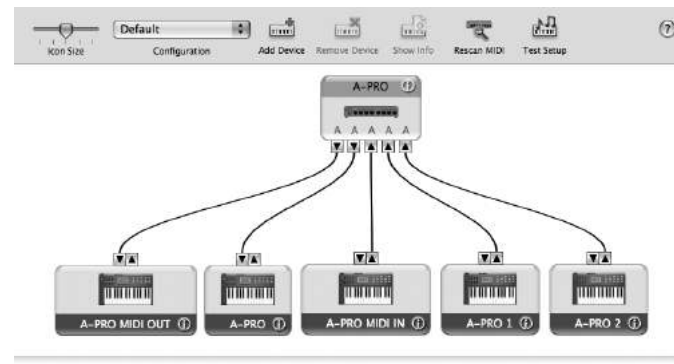 Default
Icon Size Configuration Add Device Remove Device Show Info Rescan MIDI Test Setup ?
A-PRO
A A A A A
A-PRO MIDI OUT A-PRO A-PRO MIDI IN A-PRO 1 A-PRO 2